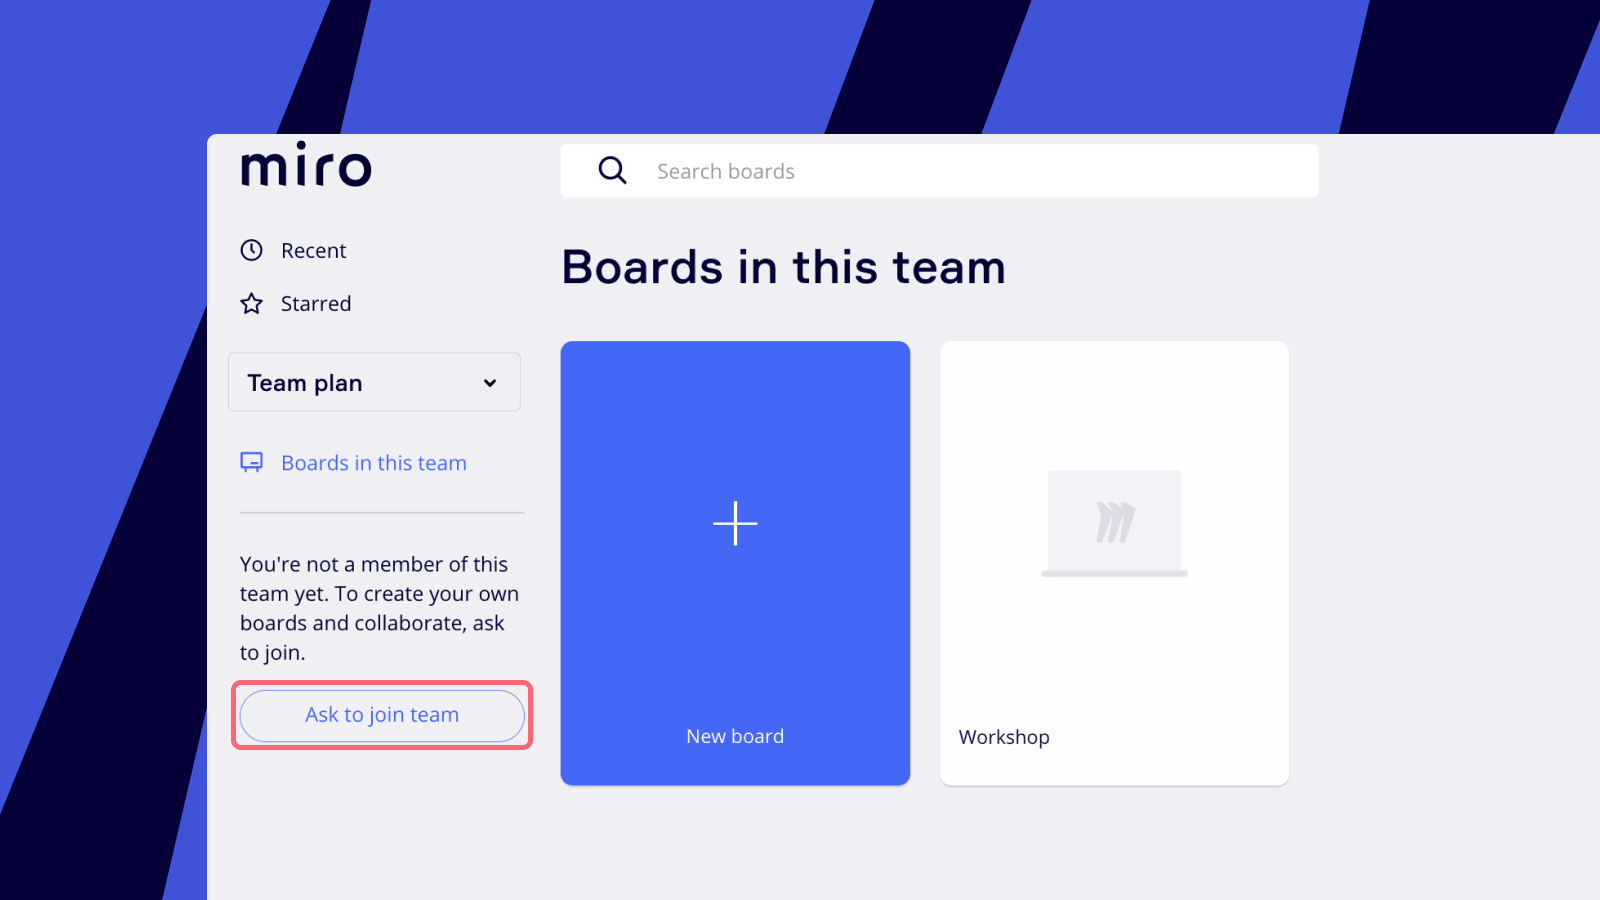 miro
Search boards
Recent
Starred
Team plan
Boards in this team
You're not a member of this
team yet. To create your own
boards and collaborate, ask
to join.
Ask to join team
Boards in this team
New board
Workshop